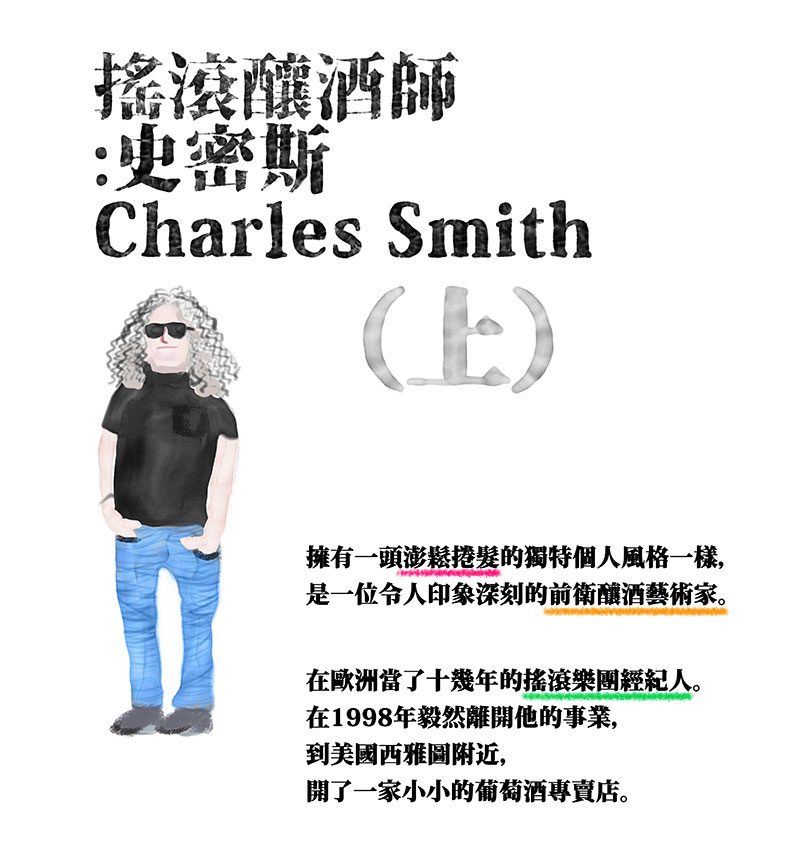 搖滾釀酒師
:史密斯
Charles Smith
（上）
擁有一頭澎鬆捲髮的獨特個人風格一樣,
是一位令人印象深刻的前衛釀酒藝術家。
在歐洲當了十幾年的搖滾樂團經紀人。
在1998年毅然離開他的事業,
到美國西雅圖附近,
開了一家小小的葡萄酒專賣店。